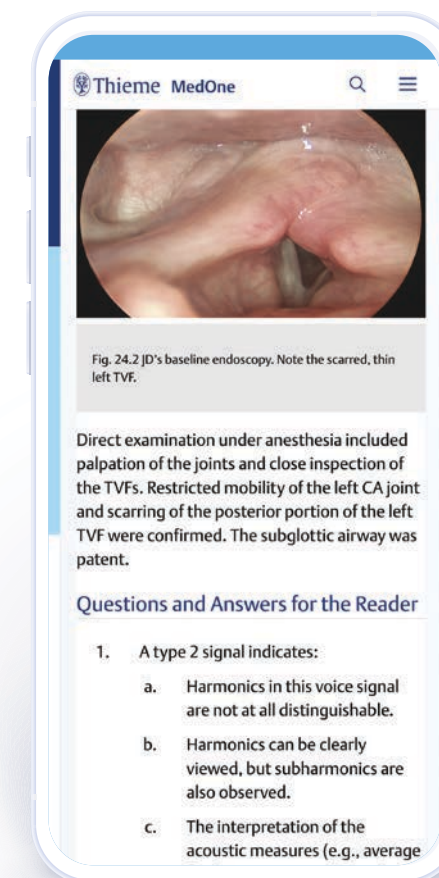 Thieme MedOne
Fig. 24.2 JD's baseline endoscopy. Note the scarred, thin
left TVF.
Direct examination under anesthesia included
palpation of the joints and close inspection of
the TVFs. Restricted mobility of the left CA joint
and scarring of the posterior portion of the left
TVF were confirmed. The subglottic airway was
patent.
Questions and Answers for the Reader
1. A type 2 signal indicates:
a. Harmonics in this voice signal
are not at all distinguishable.
b. Harmonics can be clearly
viewed, but subharmonics are
also observed.
c. The interpretation of the
acoustic measures (e.g., average